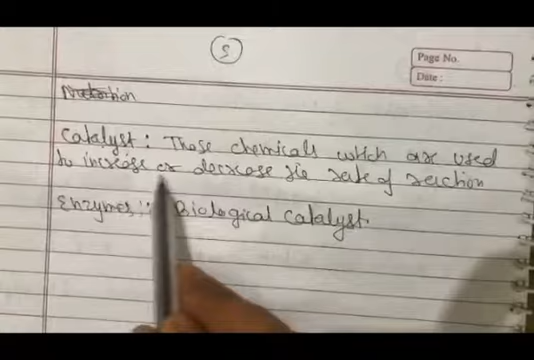 5
Page No.
Date :
Nutrition
Catalyst : Those chemicals which are used
to increase or decrease the rate of reaction
Enzymes : Biological Catalyst.